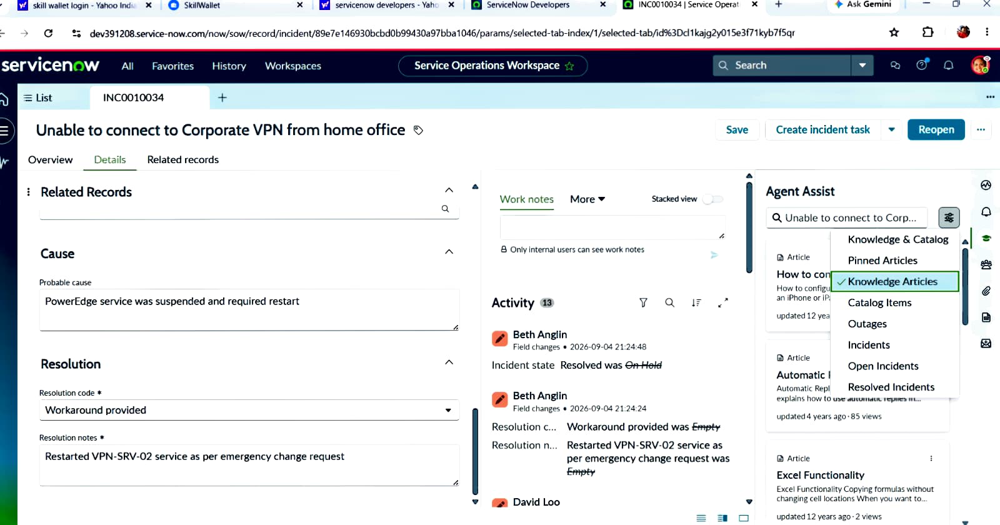 skill wallet login - Yahoo India
SkillWallet
servicenow developers - Yaho
ServiceNow Developers
INC0010034 | Service Operat
Ask Gemini
dev391208.service-now.com/now/sow/record/incident/89e7e146930bcbd0b99430a97bba1046/params/selected-tab-index/1/selected-tab/id%3Dcl1kajg2y015e3f71kyb7f5qr
servicenow
All
Favorites
History
Workspaces
Service Operations Workspace
Search
List
INC0010034
Unable to connect to Corporate VPN from home office
Save
Create incident task
Reopen
Overview
Details
Related records
Related Records
Cause
Probable cause
PowerEdge service was suspended and required restart
Resolution
Resolution code *
Workaround provided
Resolution notes *
Restarted VPN-SRV-02 service as per emergency change request
Work notes
More
Stacked view
Only internal users can see work notes
Activity 13
Beth Anglin
Field changes • 2026-09-04 21:24:48
Incident state Resolved was On Hold
Beth Anglin
Field changes • 2026-09-04 21:24:24
Resolution c... Workaround provided was Empty
Resolution n... Restarted VPN-SRV-02 service as
per emergency change request was
Empty
David Loo
Agent Assist
Unable to connect to Corp...
Knowledge & Catalog
Pinned Articles
Knowledge Articles
Catalog Items
Outages
Incidents
Open Incidents
Resolved Incidents
Article
How to con
How to configu
an iPhone or iP
updated 12 yea
Article
Automatic
Automatic Repl
explains how to use automatic replies in...
updated 4 years ago · 85 views
Article
Excel Functionality
Excel Functionality Copying formulas without
changing cell locations When you want to...
updated 12 years ago · 2 views